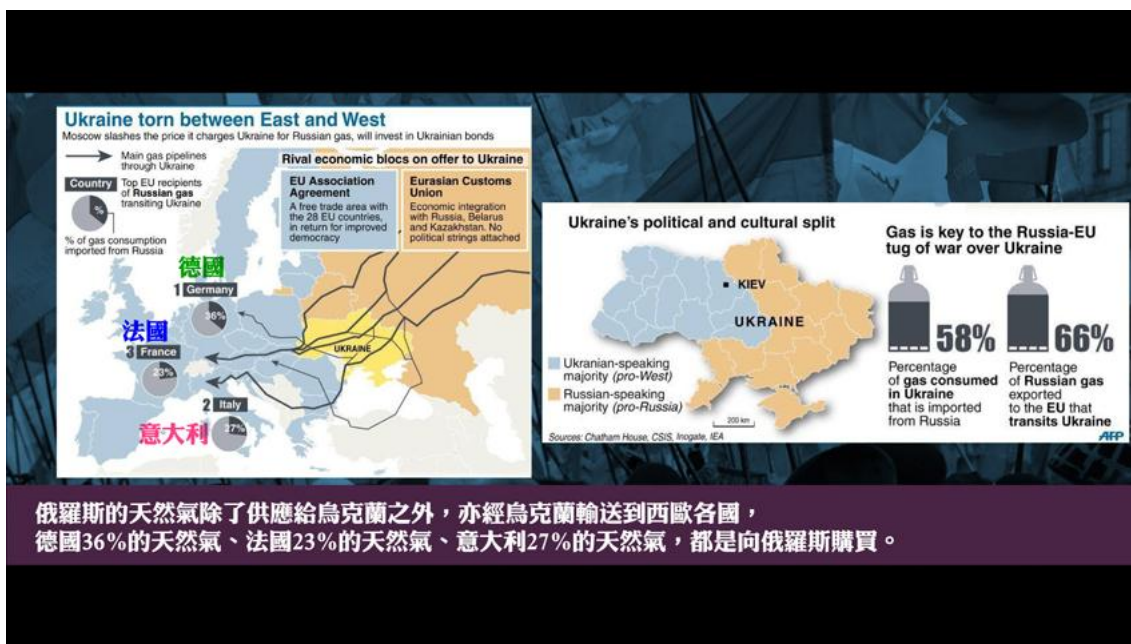 Ukraine torn between East and West
Moscow slashes the price it charges Ukraine for Russian gas, will invest in Ukrainian bonds
Main gas pipelines
through Ukraine
Country
Top EU recipients
of Russian gas
transiting Ukraine
%
% of gas consumption
imported from Russia
Rival economic blocs on offer to Ukraine
EU Association
Agreement
A free trade area with
the 28 EU countries,
in return for improved
democracy
Eurasian Customs
Union
Economic integration
with Russia, Belarus
and Kazakhstan. No
political strings attached
德國
1 Germany
36%
法國
3 France
23%
2 Italy
意大利
27%
UKRAINE
Ukraine's political and cultural split
KIEV
UKRAINE
Ukranian-speaking
majority (pro-West)
Russian-speaking
majority (pro-Russia)
200 km
Sources: Chatham House, CSIS, Inogate, IEA
Gas is key to the Russia-EU
tug of war over Ukraine
58%
Percentage
of gas consumed
in Ukraine
that is imported
from Russia
66%
Percentage
of Russian gas
exported
to the EU that
transits Ukraine
AFP
俄羅斯的天然氣除了供應給烏克蘭之外，亦經烏克蘭輸送到西歐各國，
德國36%的天然氣、法國23%的天然氣、意大利27%的天然氣，都是向俄羅斯購買。